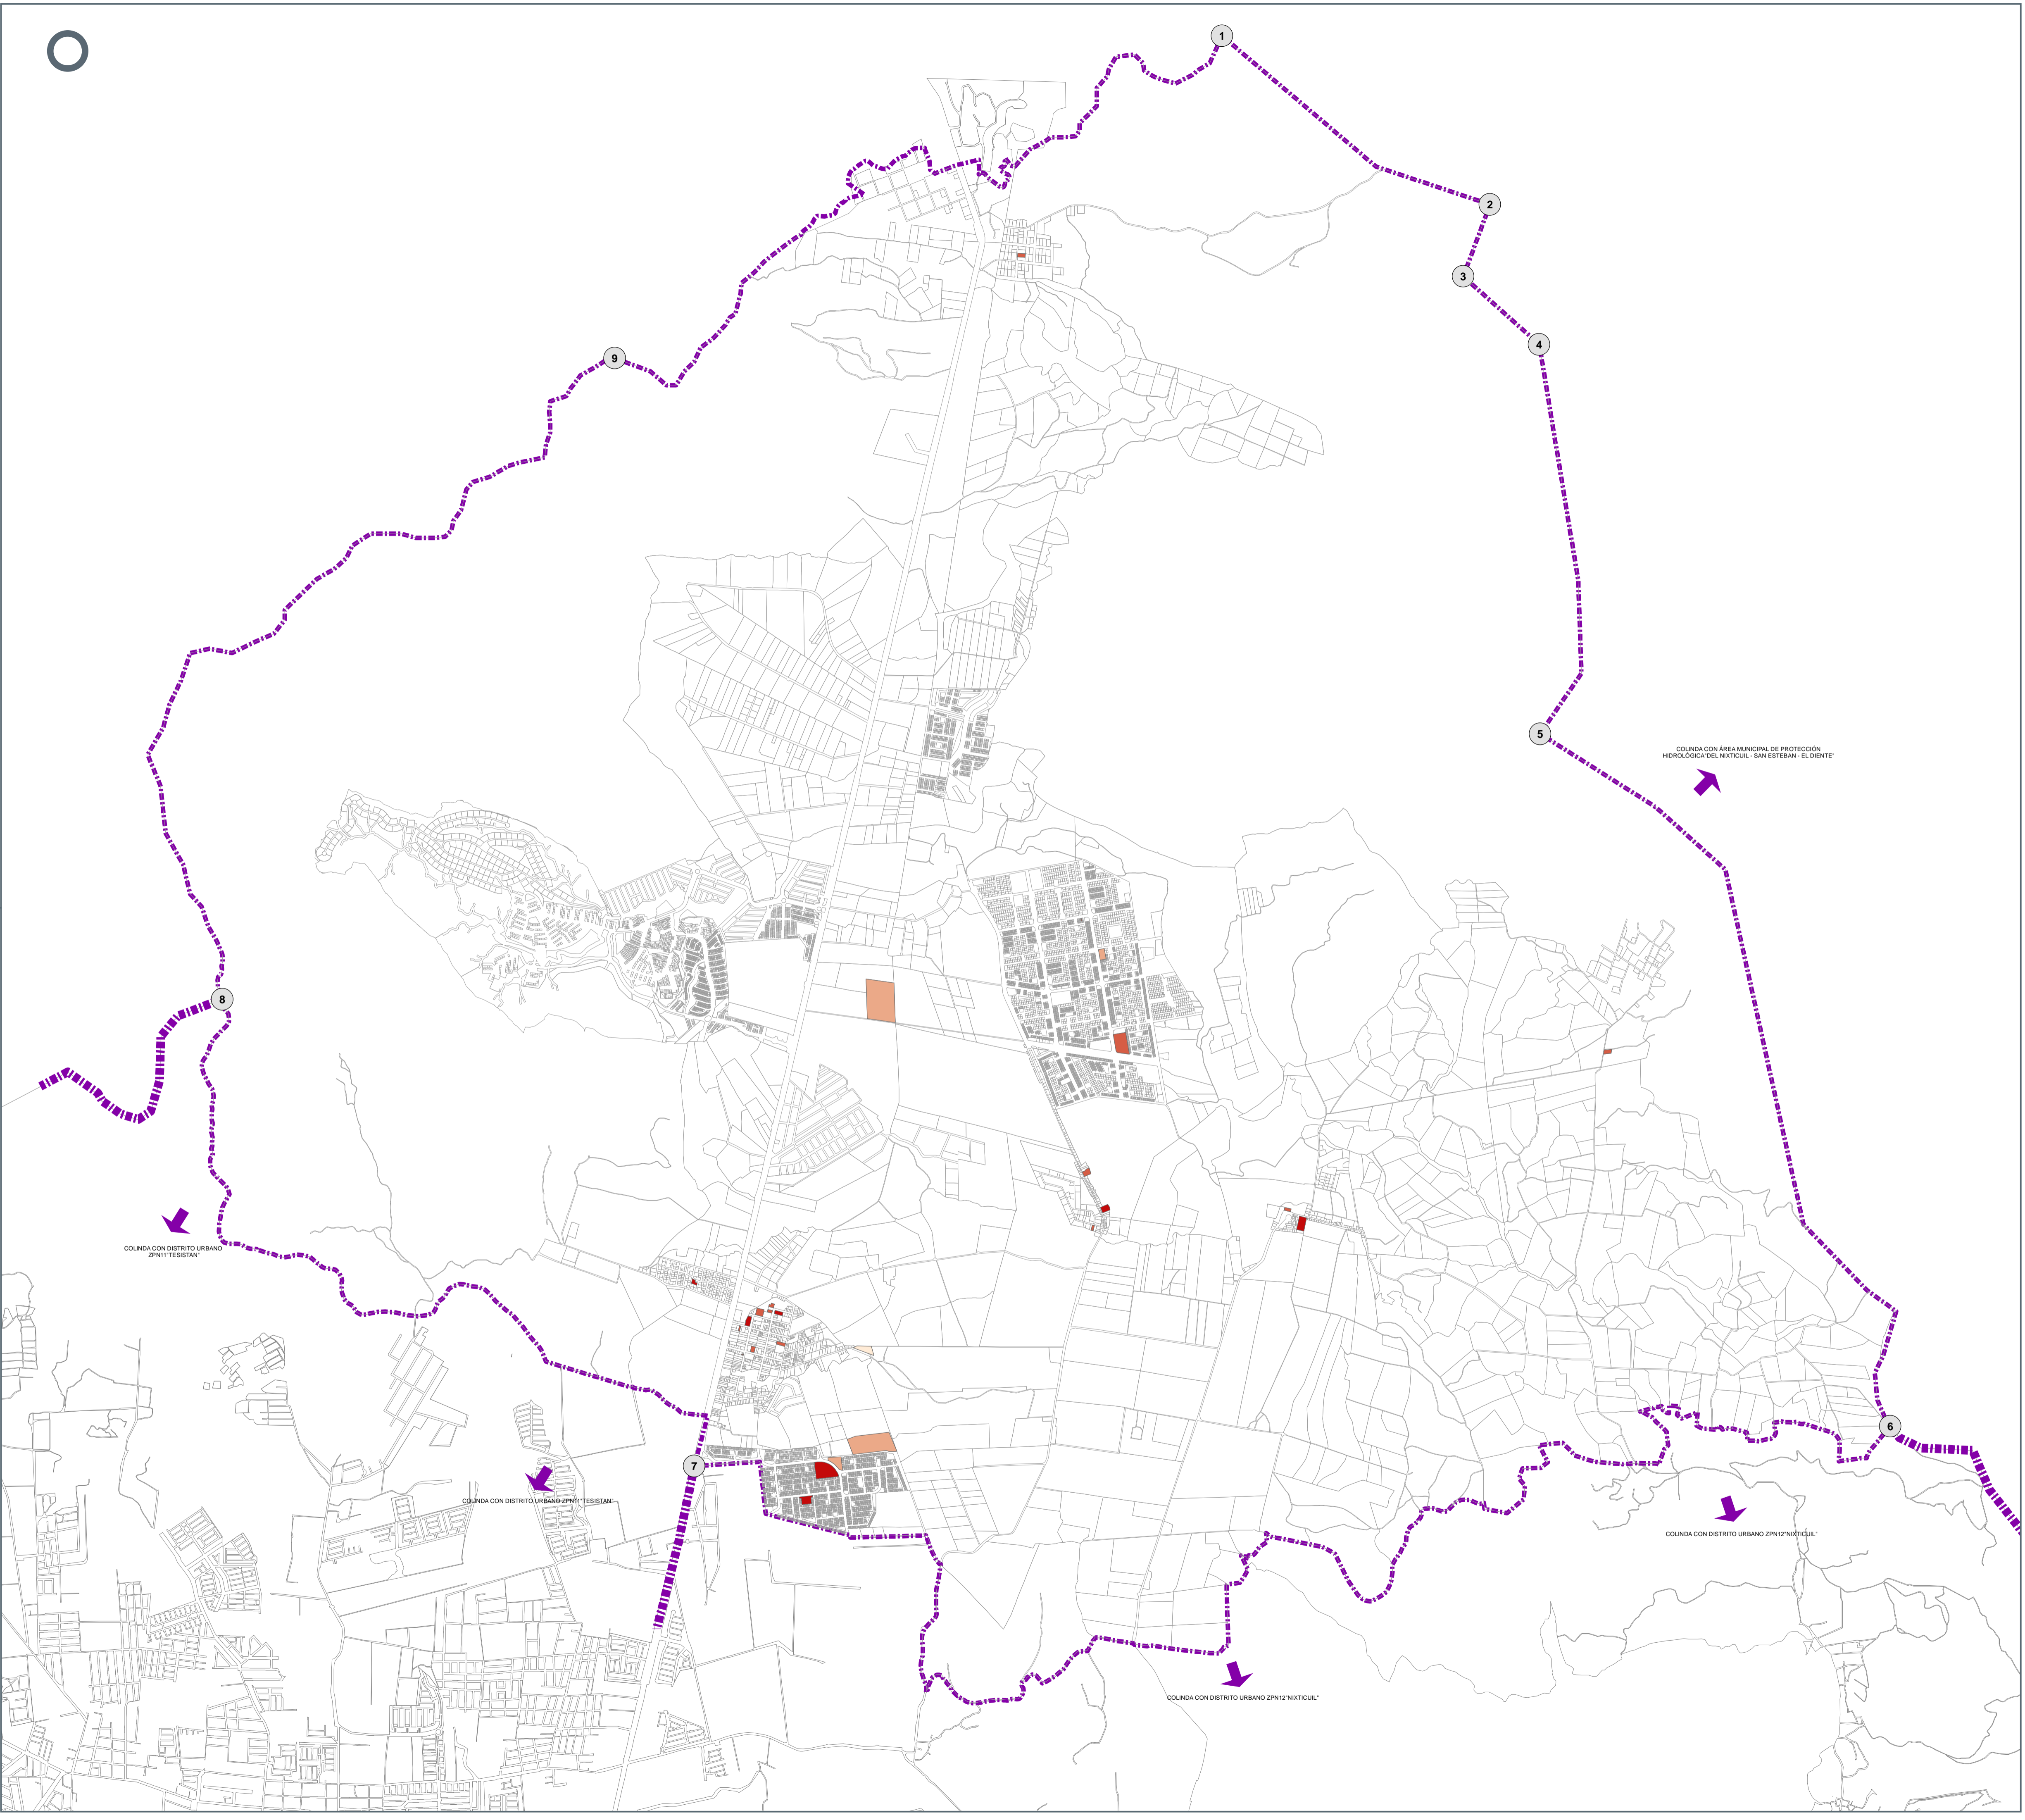 1
2
3
4
9
5
COLINDA CON ÁREA MUNICIPAL DE PROTECCIÓN
HIDROLÓGICA"DEL NIXTICUIL - SAN ESTEBAN - EL DIENTE"
8
COLINDA CON DISTRITO URBANO
ZPN11"TESISTAN"
6
7
COLINDA CON DISTRITO URBANO ZPN11"TESISTAN"
COLINDA CON DISTRITO URBANO ZPN12"NIXTICUIL"
COLINDA CON DISTRITO URBANO ZPN12"NIXTICUIL"